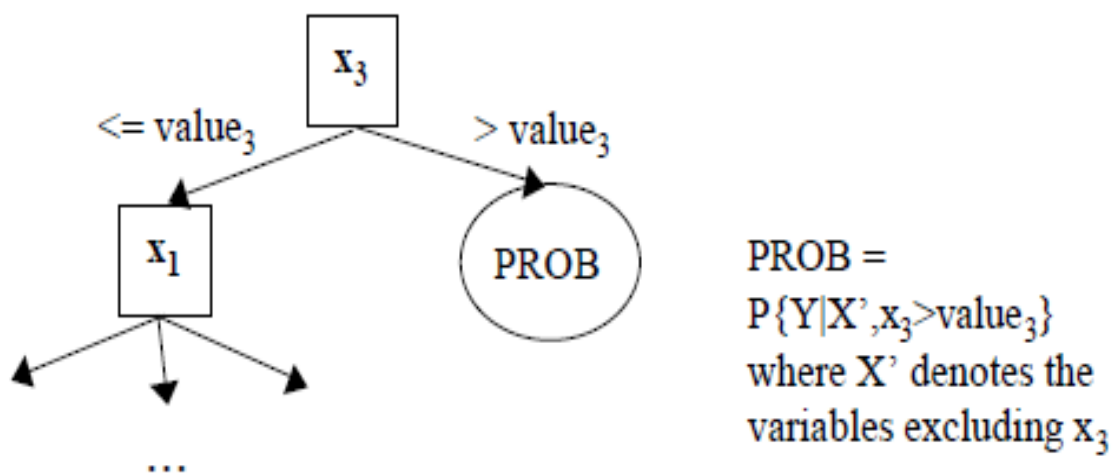 x₃
<= value₃
> value₃
x₁
PROB
PROB =
P{Y|X’,x₃>value₃}
where X’ denotes the
variables excluding x₃
...